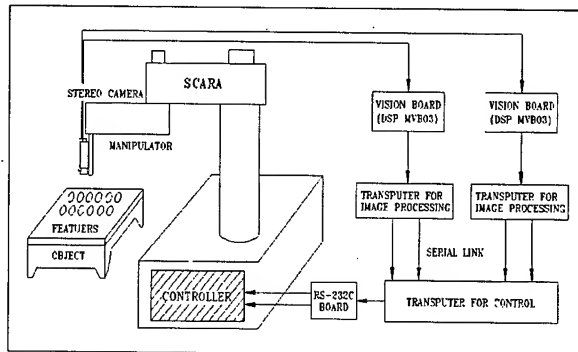 SCARA
STEREO CAMERA
MANIPULATOR
FEATUERS
OBJECT
CONTROLLER
VISION BOARD
(DSP MVB03)
VISION BOARD
(DSP MVB03)
TRANSPUTER FOR
IMAGE PROCESSING
TRANSPUTER FOR
IMAGE PROCESSING
SERIAL LINK
RS-232C
BOARD
TRANSPUTER FOR CONTROL